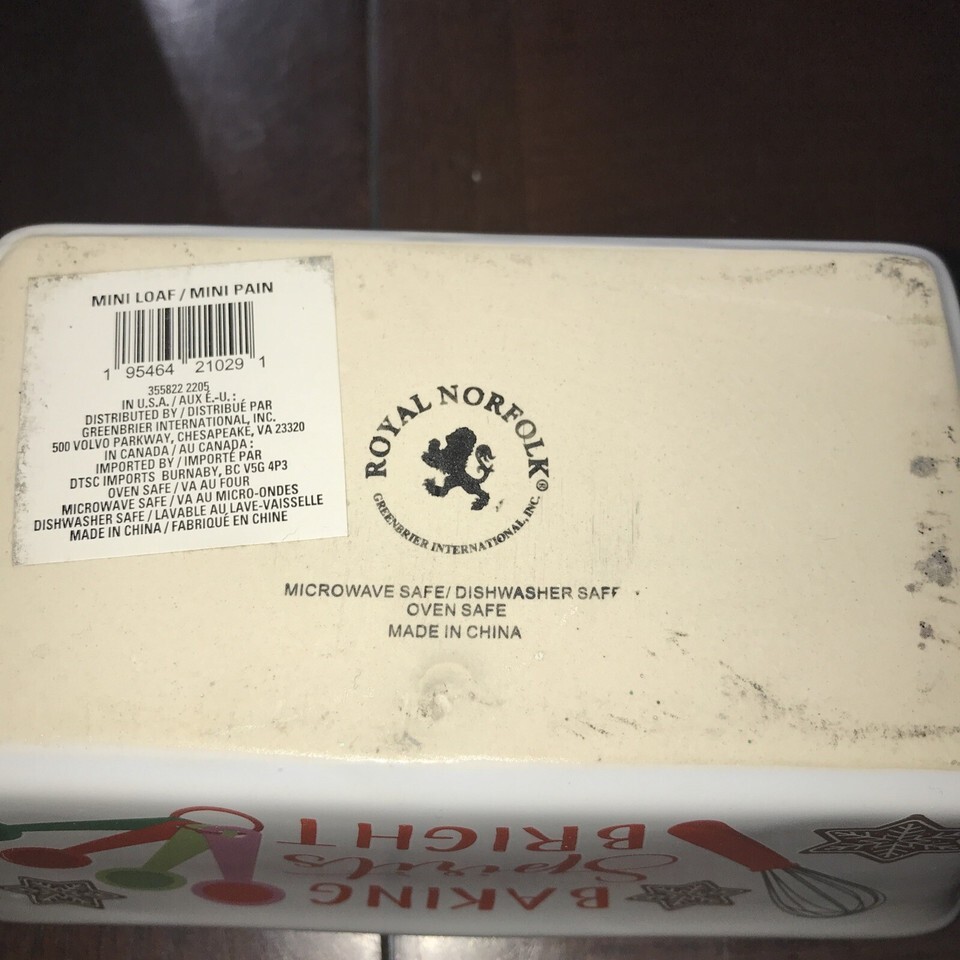 MINI LOAF / MINI PAIN
1 95464 21029 1
355822 2205
IN U.S.A. / AUX É.-U. :
DISTRIBUTED BY / DISTRIBUÉ PAR
GREENBRIER INTERNATIONAL, INC.
500 VOLVO PARKWAY, CHESAPEAKE, VA 23320
IN CANADA / AU CANADA :
IMPORTED BY / IMPORTÉ PAR
DTSC IMPORTS BURNABY, BC V5G 4P3
OVEN SAFE / VA AU FOUR
MICROWAVE SAFE / VA AU MICRO-ONDES
DISHWASHER SAFE / LAVABLE AU LAVE-VAISSELLE
MADE IN CHINA / FABRIQUÉ EN CHINE
ROYAL NORFOLK®
GREENBRIER INTERNATIONAL, INC.
MICROWAVE SAFE/ DISHWASHER SAFE
OVEN SAFE
MADE IN CHINA
BAKING
Spirits
BRIGHT